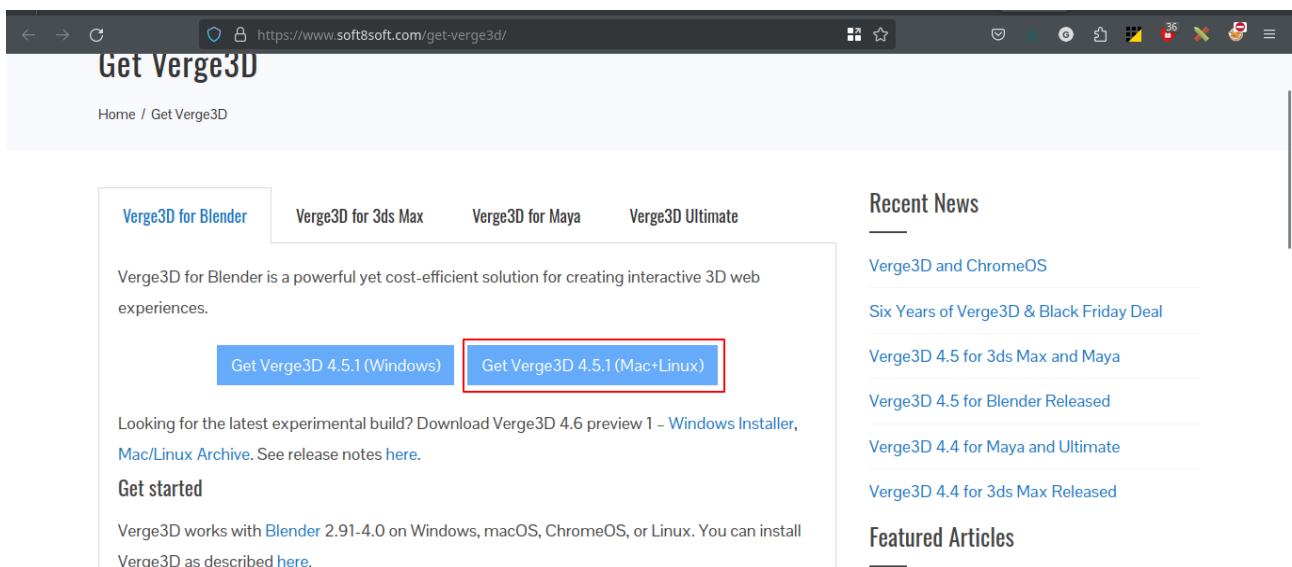 https://www.soft8soft.com/get-verge3d/
36
Get Verge3D
Home / Get Verge3D
Verge3D for Blender
Verge3D for 3ds Max
Verge3D for Maya
Verge3D Ultimate
Verge3D for Blender is a powerful yet cost-efficient solution for creating interactive 3D web
experiences.
Get Verge3D 4.5.1 (Windows)
Get Verge3D 4.5.1 (Mac+Linux)
Looking for the latest experimental build? Download Verge3D 4.6 preview 1 – Windows Installer,
Mac/Linux Archive. See release notes here.
Get started
Verge3D works with Blender 2.91-4.0 on Windows, macOS, ChromeOS, or Linux. You can install
Verge3D as described here.
Recent News
Verge3D and ChromeOS
Six Years of Verge3D & Black Friday Deal
Verge3D 4.5 for 3ds Max and Maya
Verge3D 4.5 for Blender Released
Verge3D 4.4 for Maya and Ultimate
Verge3D 4.4 for 3ds Max Released
Featured Articles